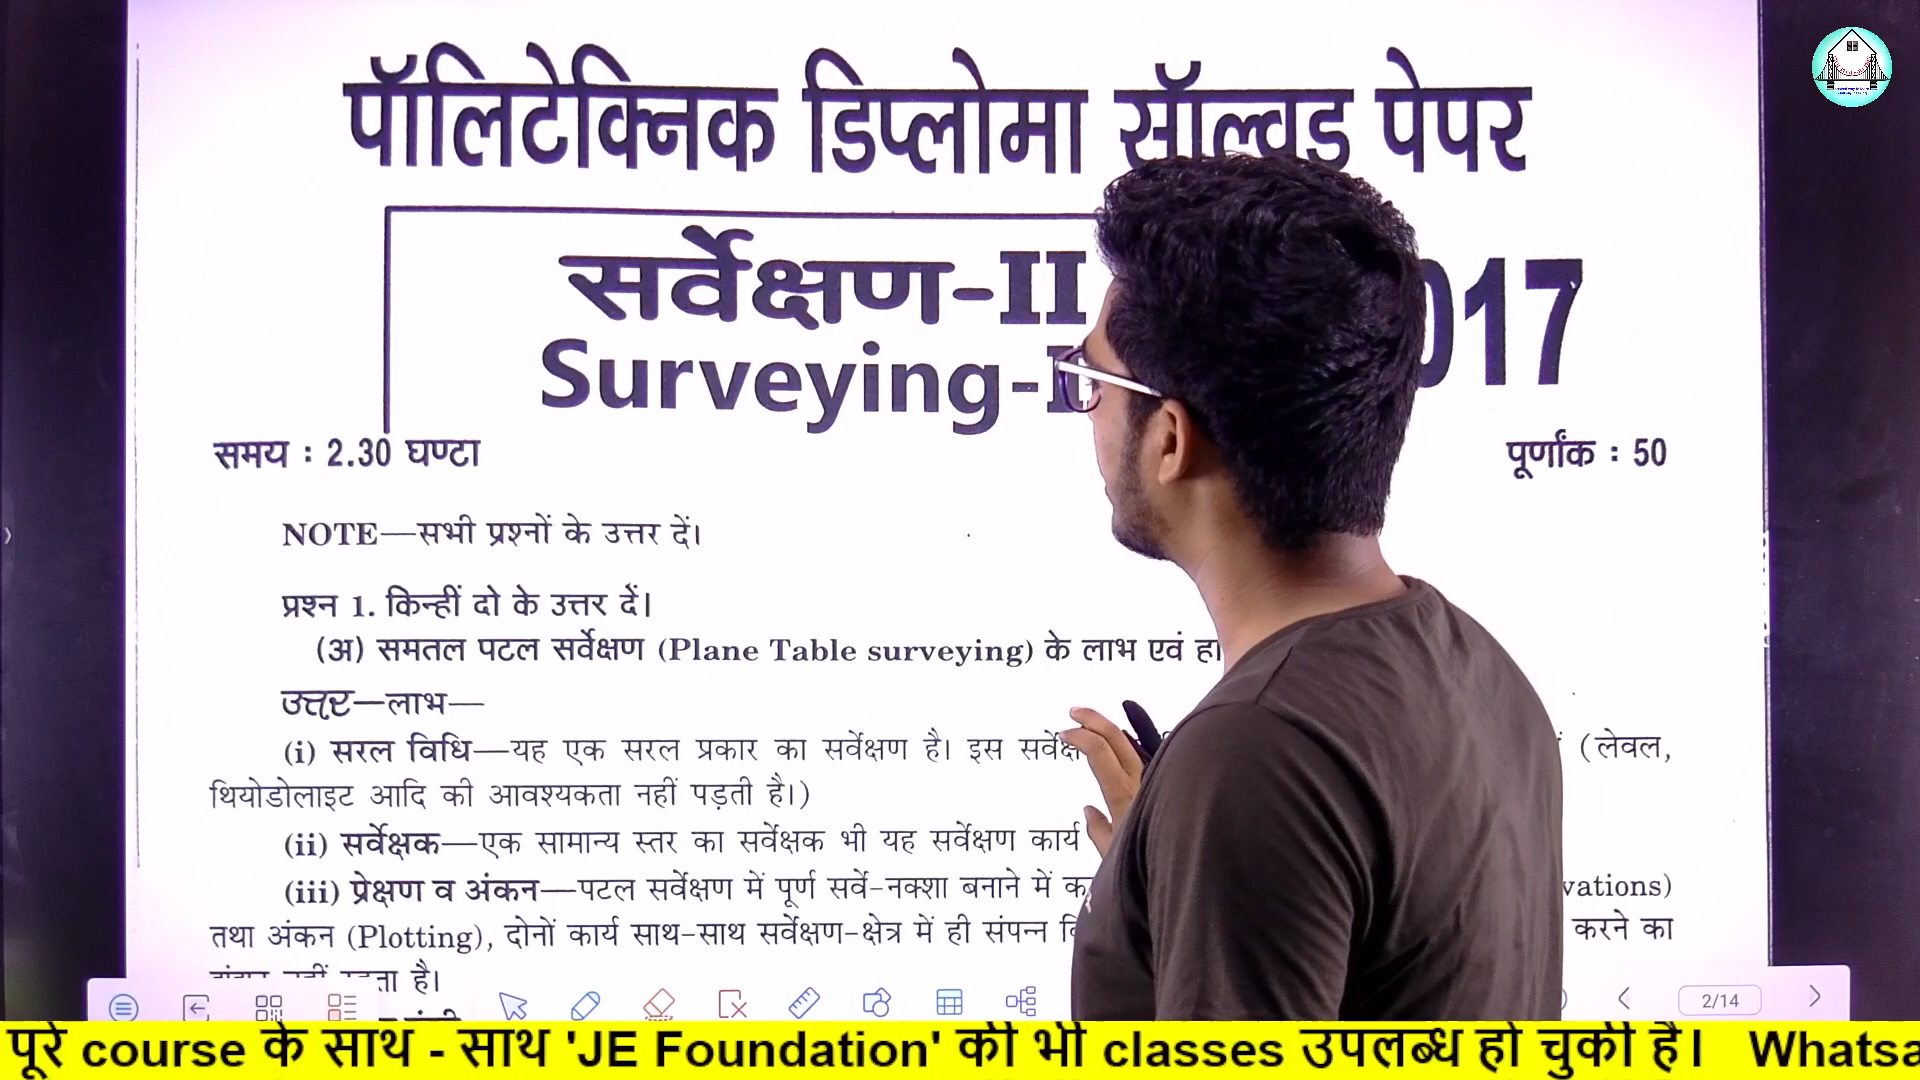 पॉलिटेक्निक डिप्लोमा सॉल्वड पेपर
सर्वेक्षण-II
Surveying-I
017
समय : 2.30 घण्टा
पूर्णांक : 50
NOTE—सभी प्रश्नों के उत्तर दें।
प्रश्न 1. किन्हीं दो के उत्तर दें।
(अ) समतल पटल सर्वेक्षण (Plane Table surveying) के लाभ एवं
उत्तर—लाभ—
(i) सरल विधि—यह एक सरल प्रकार का सर्वेक्षण है। इस (लेवल,
थियोडोलाइट आदि की आवश्यकता नहीं पड़ती है।)
(ii) सर्वेक्षक—एक सामान्य स्तर का सर्वेक्षक भी यह सर्वेक्षण कार्य
(iii) प्रेक्षण व अंकन—पटल सर्वेक्षण में पूर्ण सर्वे-नक्शा बनाने में vations)
तथा अंकन (Plotting), दोनों कार्य साथ-साथ सर्वेक्षण-क्षेत्र में ही संपन्न करने का
है।
2/14
पूरे course के साथ - साथ 'JE Foundation' की भी classes उपलब्ध हो चुकी है। Whatsa